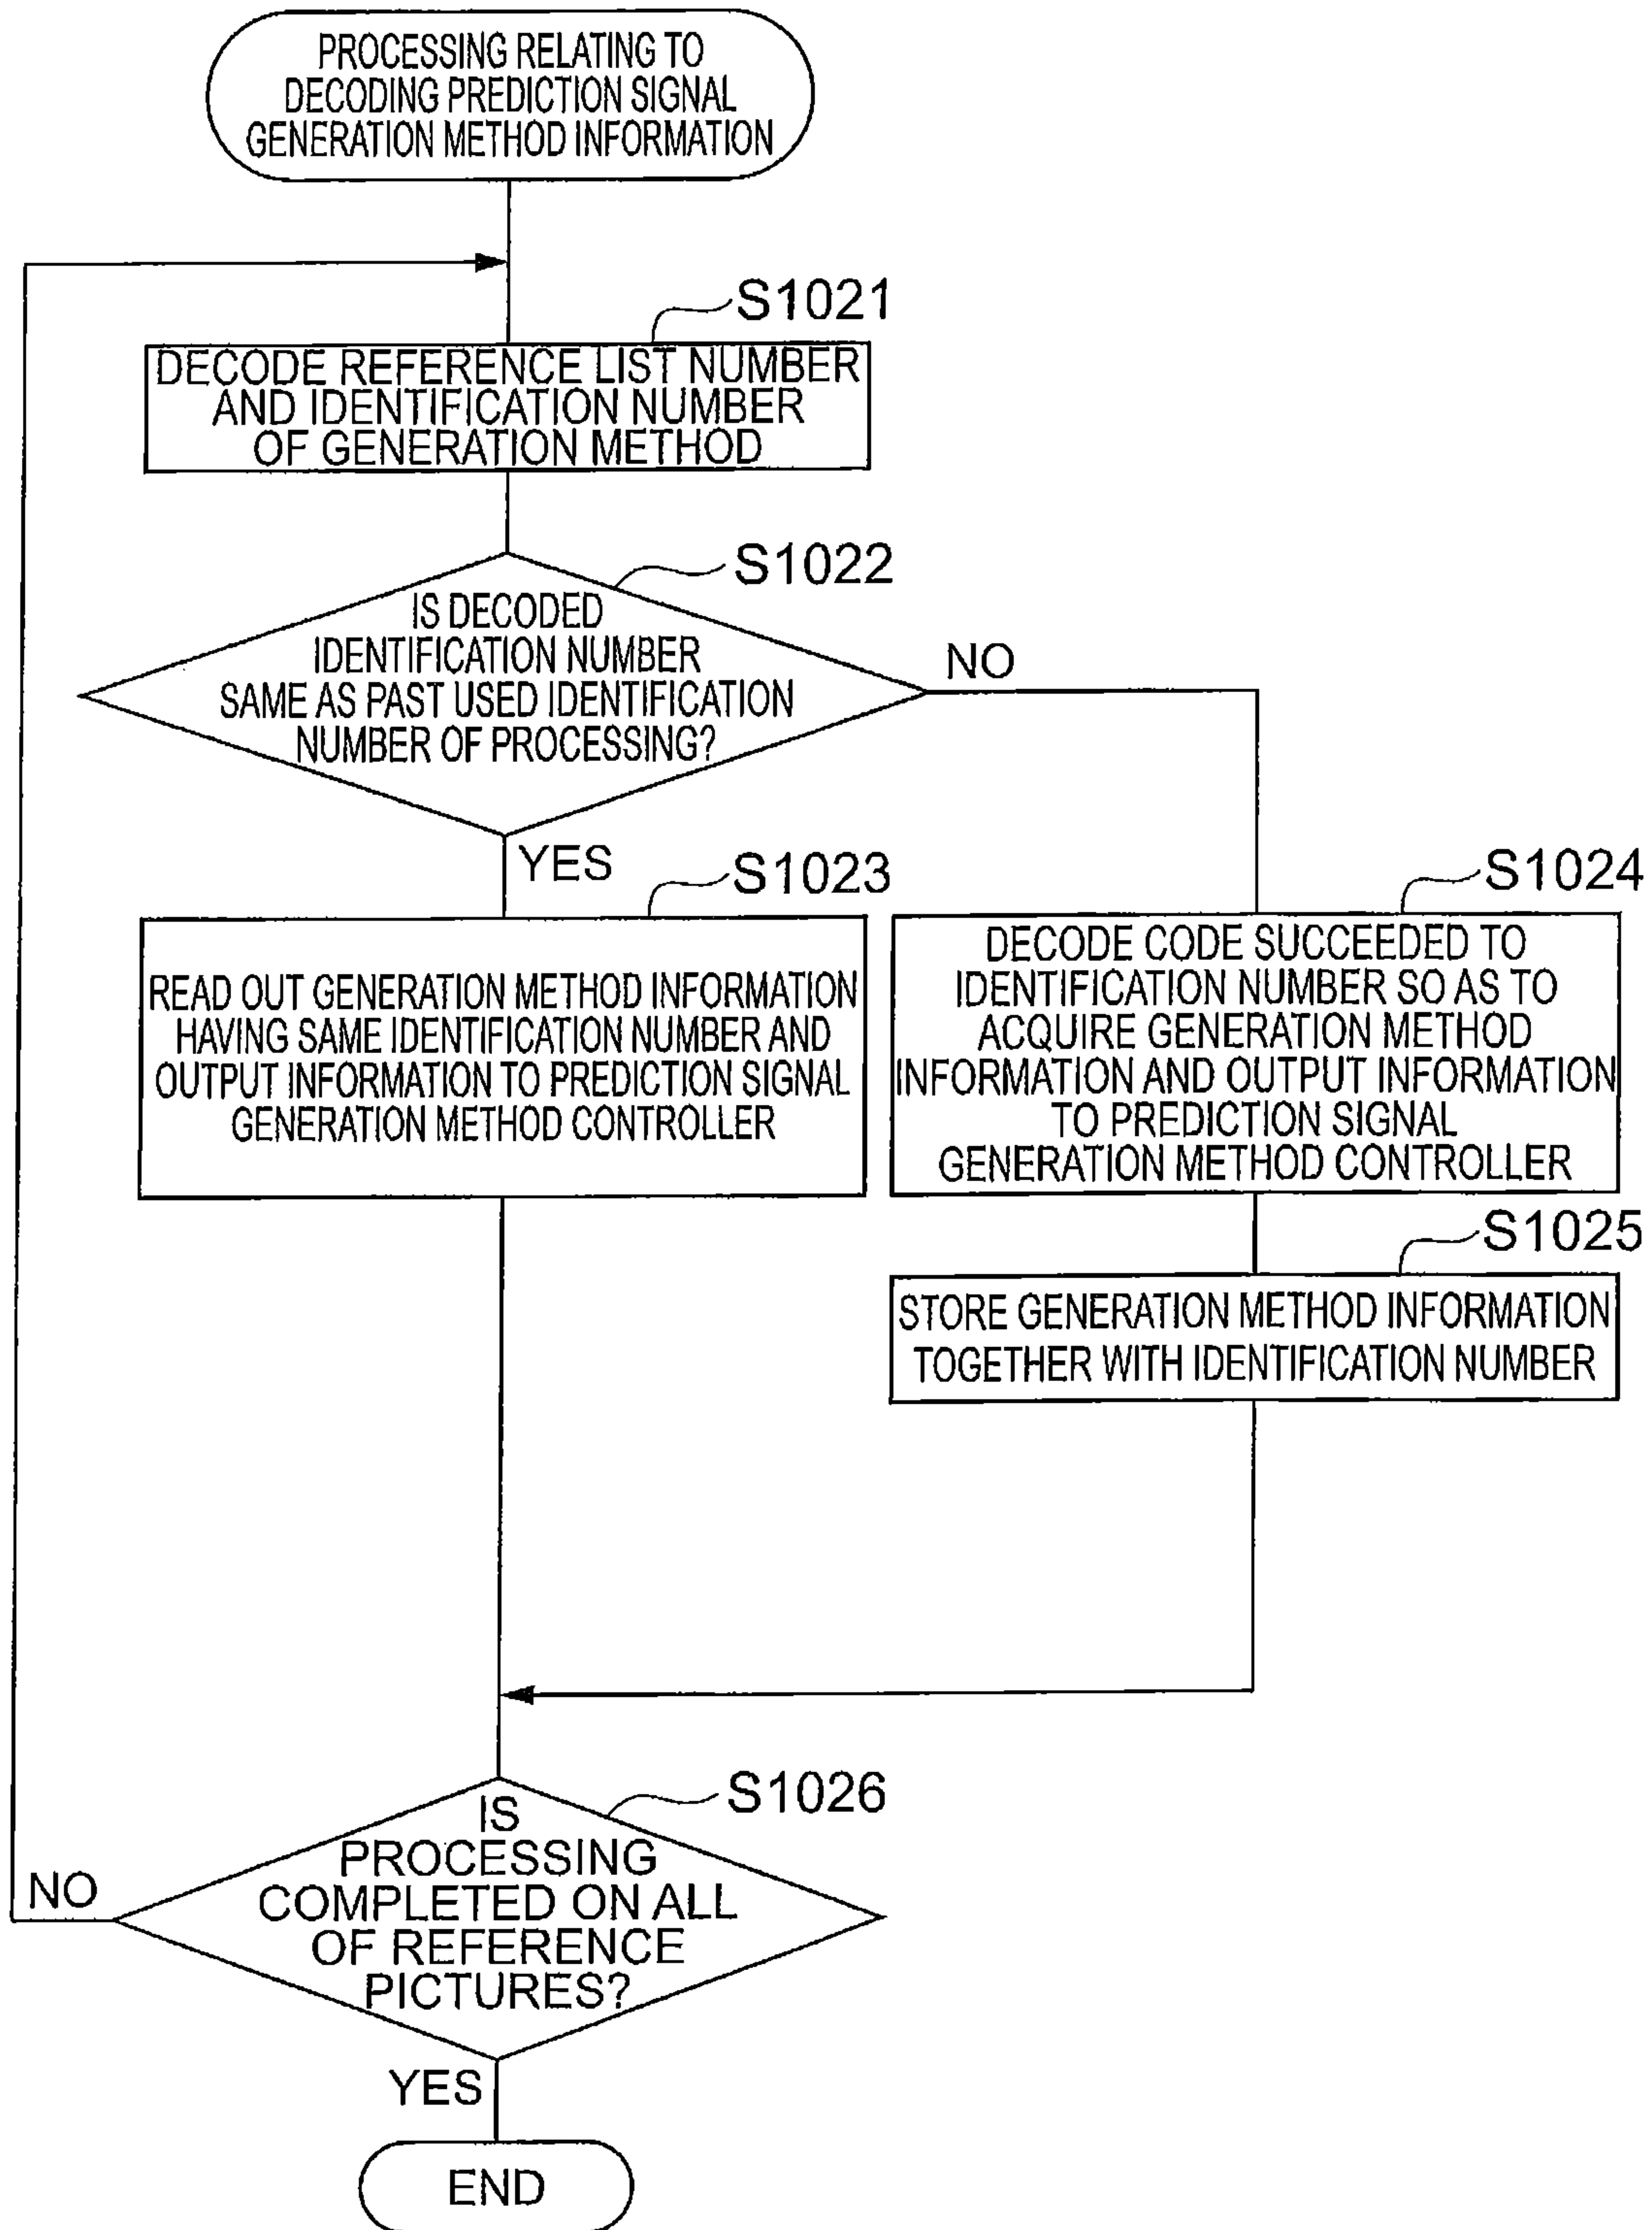 PROCESSING RELATING TO
DECODING PREDICTION SIGNAL
GENERATION METHOD INFORMATION
S1021
DECODE REFERENCE LIST NUMBER
AND IDENTIFICATION NUMBER
OF GENERATION METHOD
S1022
IS DECODED
IDENTIFICATION NUMBER
SAME AS PAST USED IDENTIFICATION
NUMBER OF PROCESSING?
NO
YES
S1023
READ OUT GENERATION METHOD INFORMATION
HAVING SAME IDENTIFICATION NUMBER AND
OUTPUT INFORMATION TO PREDICTION SIGNAL
GENERATION METHOD CONTROLLER
S1024
DECODE CODE SUCCEEDED TO
IDENTIFICATION NUMBER SO AS TO
ACQUIRE GENERATION METHOD
INFORMATION AND OUTPUT INFORMATION
TO PREDICTION SIGNAL
GENERATION METHOD CONTROLLER
S1025
STORE GENERATION METHOD INFORMATION
TOGETHER WITH IDENTIFICATION NUMBER
S1026
IS
PROCESSING
COMPLETED ON ALL
OF REFERENCE
PICTURES?
NO
YES
END